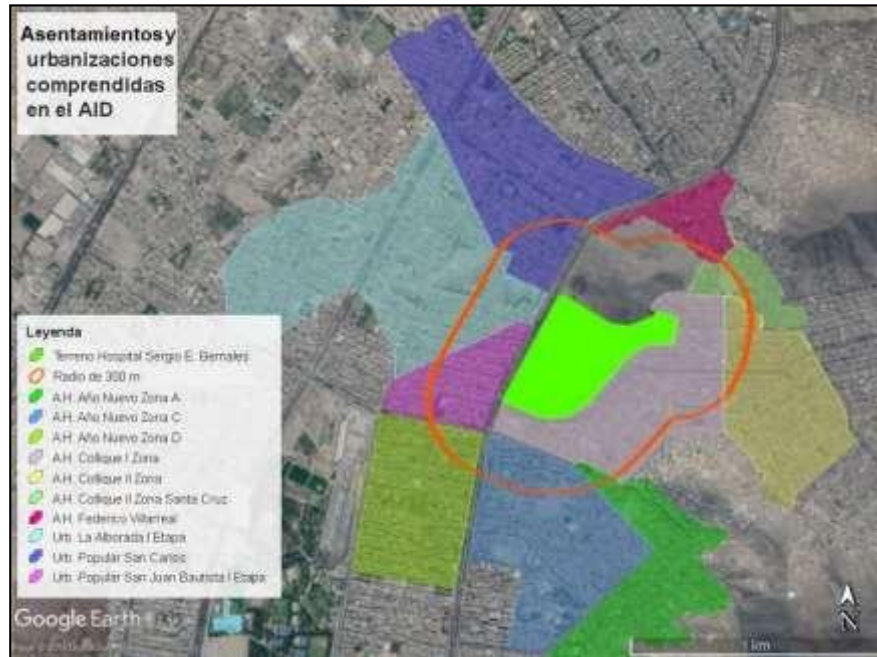 Asentamientos y
urbanizaciones
comprendidas
en el AID
Leyenda
Terreno Hospital Sergio E. Bernales
Radio de 300 m
A.H. Año Nuevo Zona A
A.H. Año Nuevo Zona C
A.H. Año Nuevo Zona D
A.H. Collique I Zona
A.H. Collique II Zona
A.H. Collique II Zona Santa Cruz
A.H. Federico Villarreal
Urb. La Alborada I Etapa
Urb. Popular San Carlos
Urb. Popular San Juan Bautista I Etapa
Google Earth
N
1 km